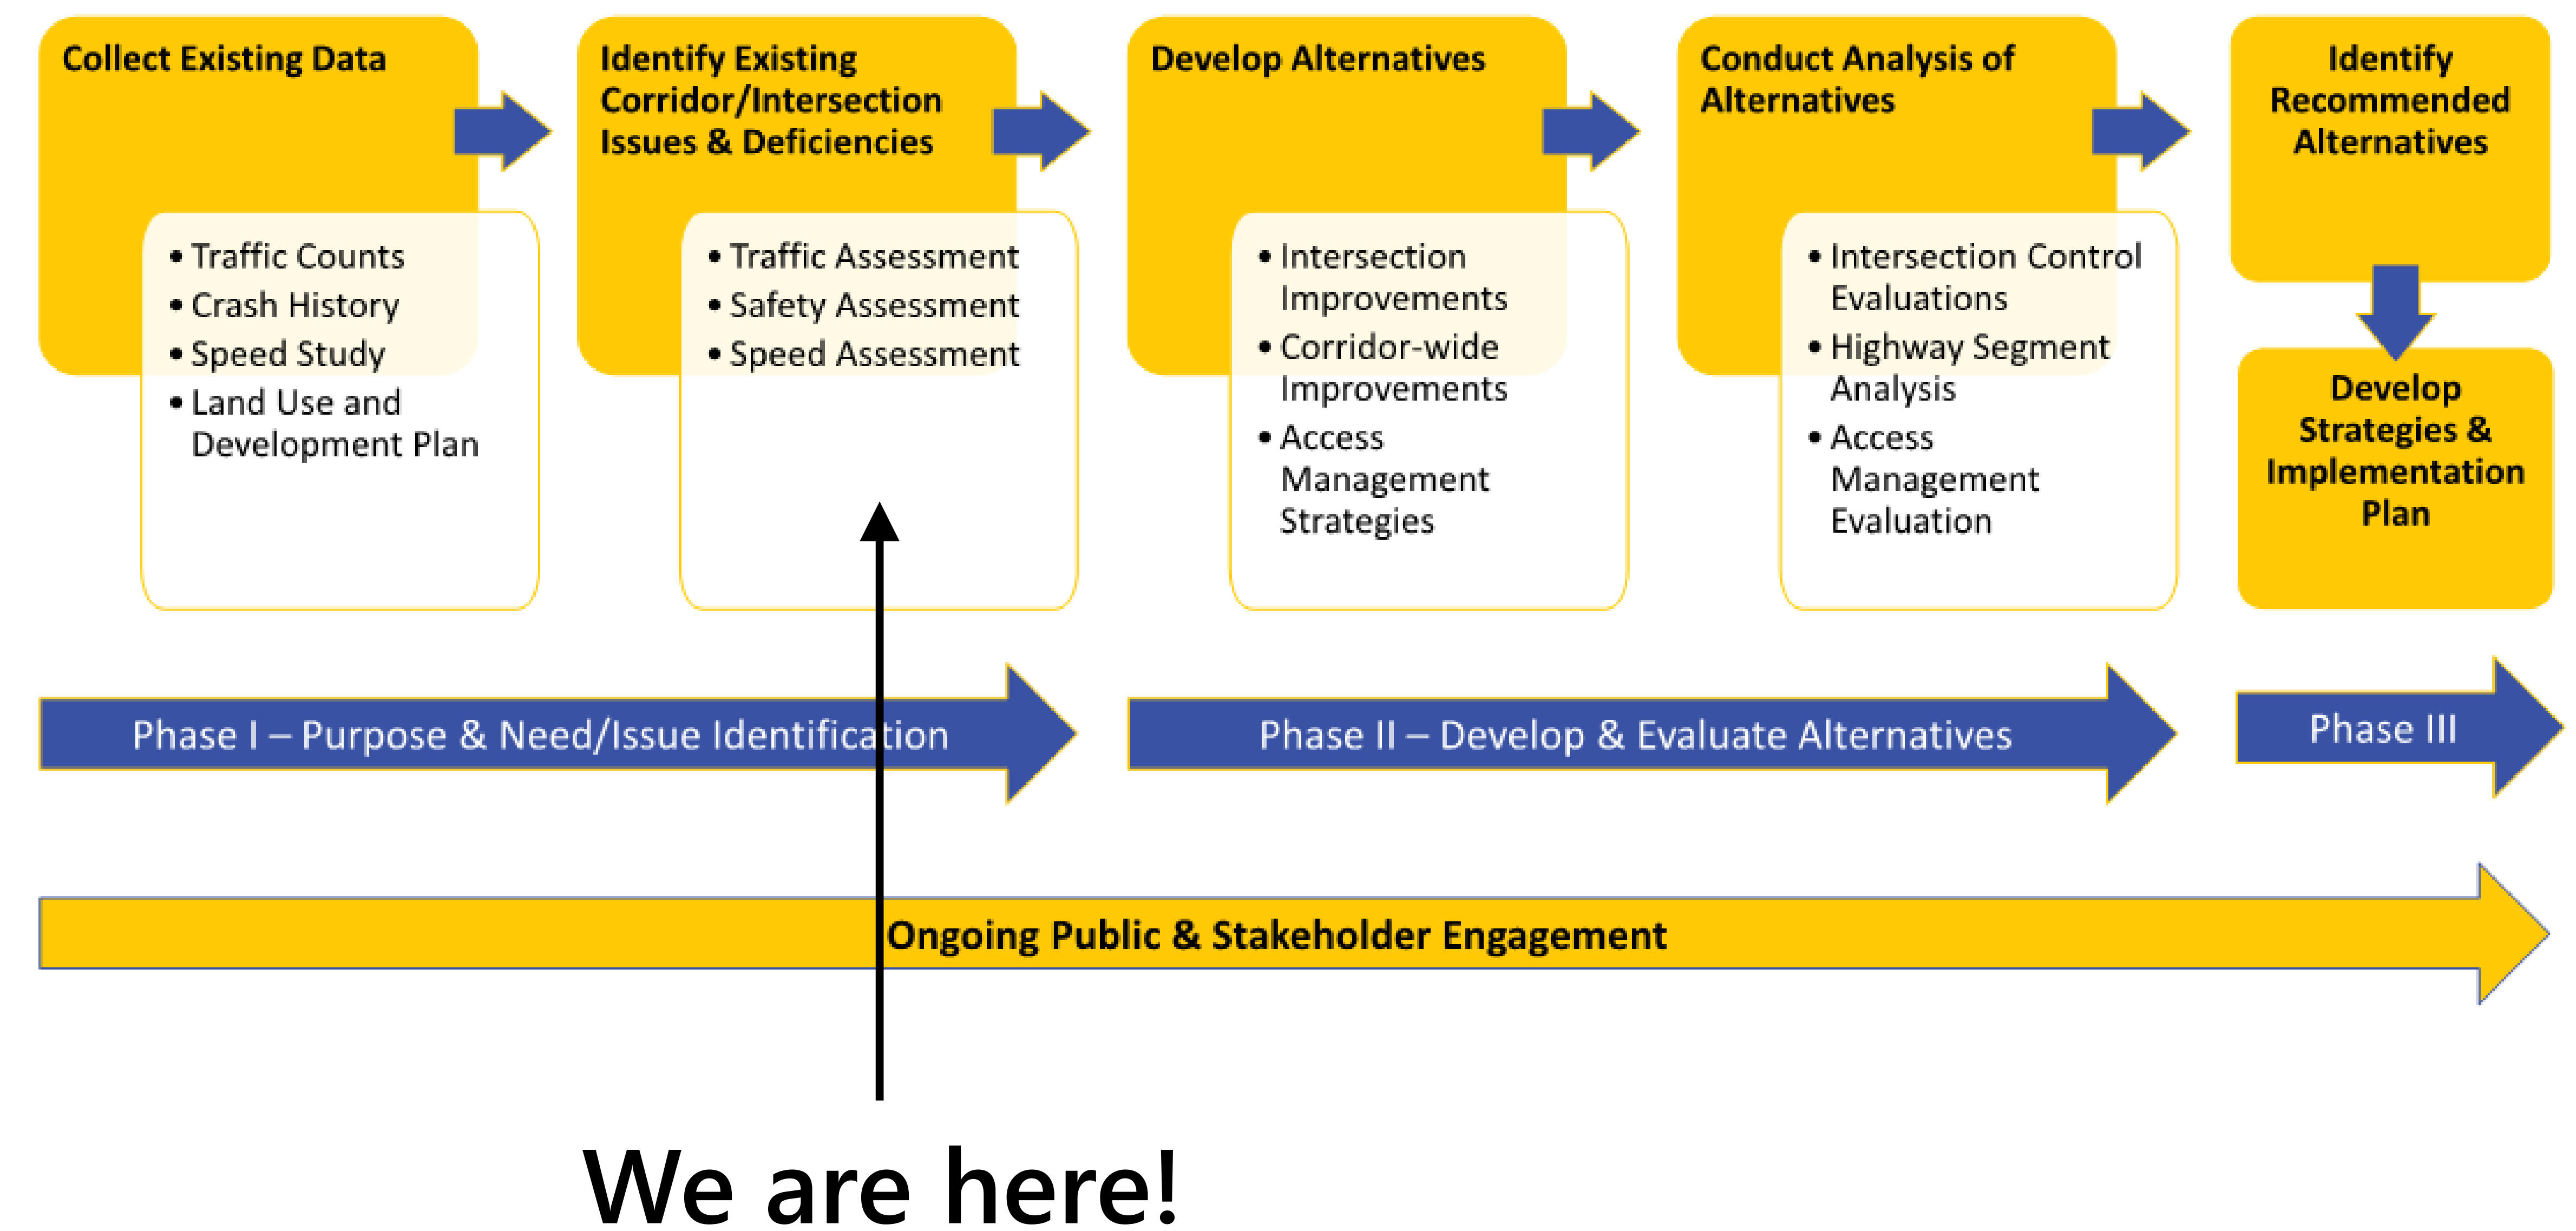 Collect Existing Data
• Traffic Counts
• Crash History
• Speed Study
• Land Use and
Development Plan
Identify Existing
Corridor/Intersection
Issues & Deficiencies
• Traffic Assessment
• Safety Assessment
• Speed Assessment
Develop Alternatives
• Intersection
Improvements
• Corridor-wide
Improvements
• Access
Management
Strategies
Conduct Analysis of
Alternatives
• Intersection Control
Evaluations
• Highway Segment
Analysis
• Access
Management
Evaluation
Identify
Recommended
Alternatives
Develop
Strategies &
Implementation
Plan
Phase I – Purpose & Need/Issue Identification
Phase II – Develop & Evaluate Alternatives
Phase III
Ongoing Public & Stakeholder Engagement
We are here!